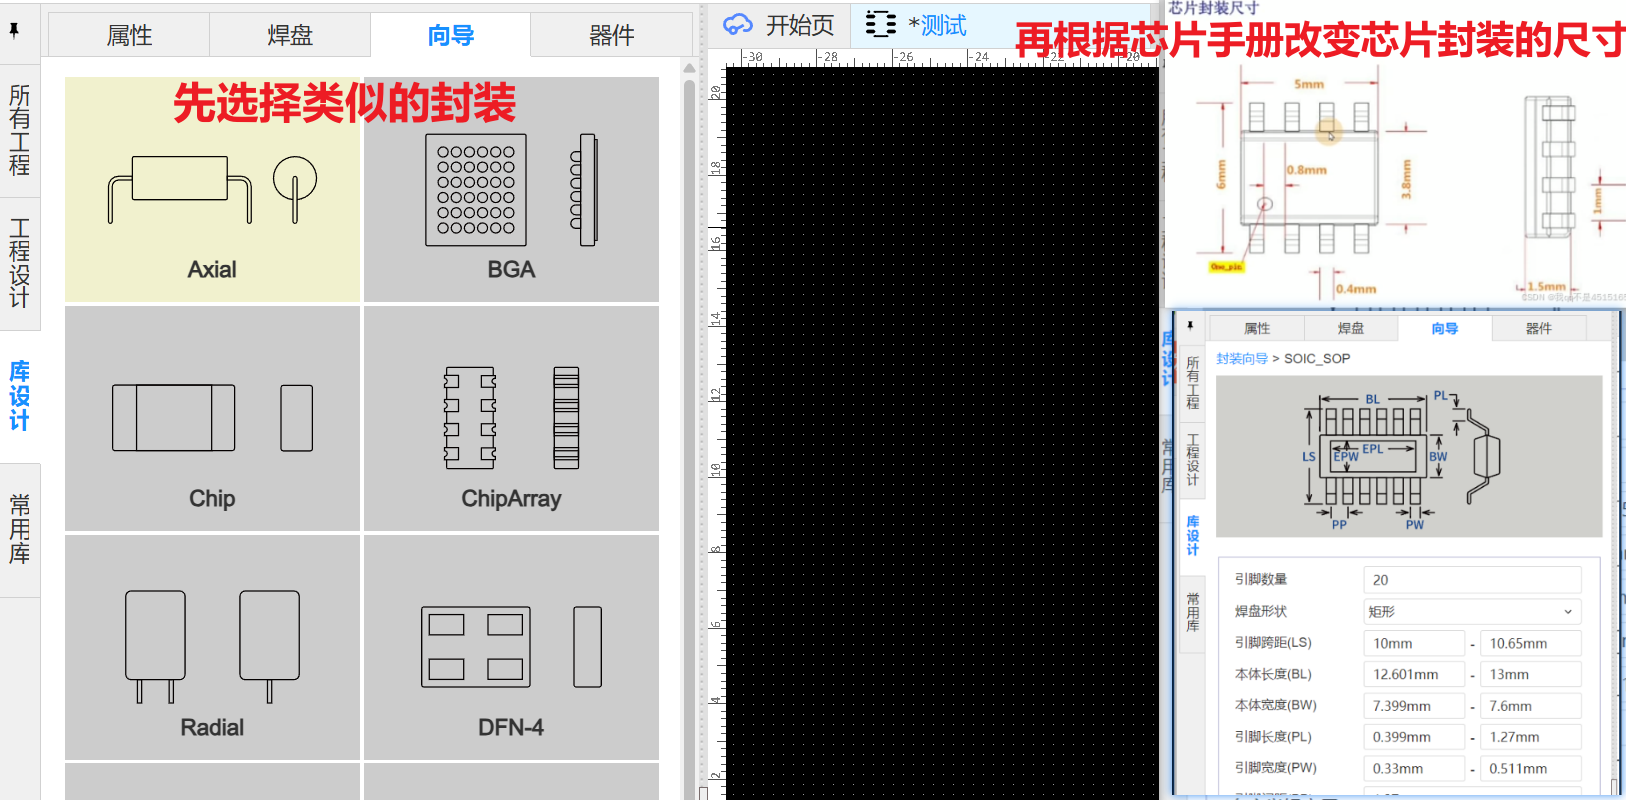 属性
焊盘
向导
器件
所有工程
工程设计
库设计
常用库
先选择类似的封装
Axial
BGA
Chip
ChipArray
Radial
DFN-4
开始页
*测试
-30
-28
-26
-24
-22
-20
20
18
16
14
12
10
8
6
4
2
芯片封装尺寸
再根据芯片手册改变芯片封装的尺寸
5mm
6mm
0.8mm
3.8mm
1mm
One_pin
0.4mm
1.5mm
属性
焊盘
向导
器件
所有工程
工程设计
库设计
常用库
封装向导 > SOIC_SOP
BL
PL
LS
EPL
EPW
BW
PP
PW
引脚数量
20
焊盘形状
矩形
引脚跨距(LS)
10mm - 10.65mm
本体长度(BL)
12.601mm - 13mm
本体宽度(BW)
7.399mm - 7.6mm
引脚长度(PL)
0.399mm - 1.27mm
引脚宽度(PW)
0.33mm - 0.511mm